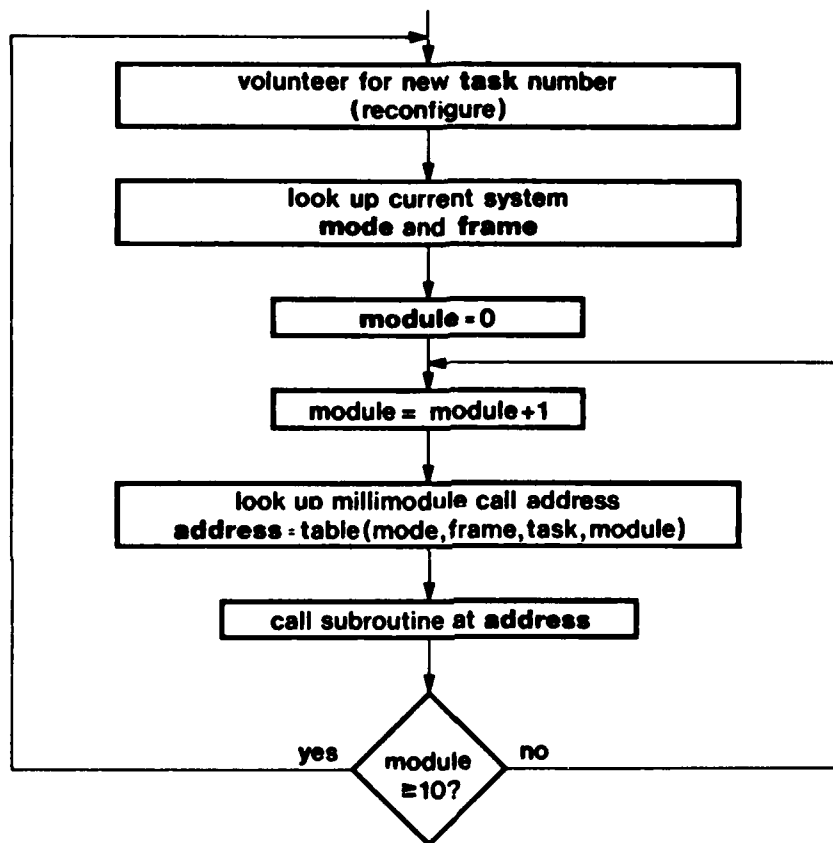 volunteer for new task number
(reconfigure)
look up current system
mode and frame
module = 0
module = module+1
look up millimodule call address
address = table(mode,frame,task,module)
call subroutine at address
yes
module
≧10?
no